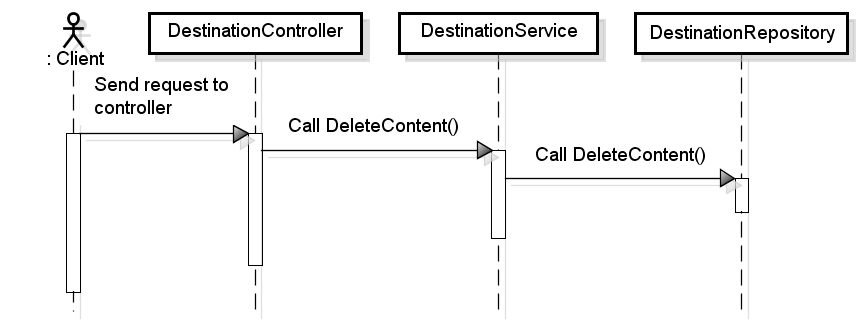 DestinationController
DestinationService
DestinationRepository
: Client
Send request to
controller
Call DeleteContent()
Call DeleteContent()